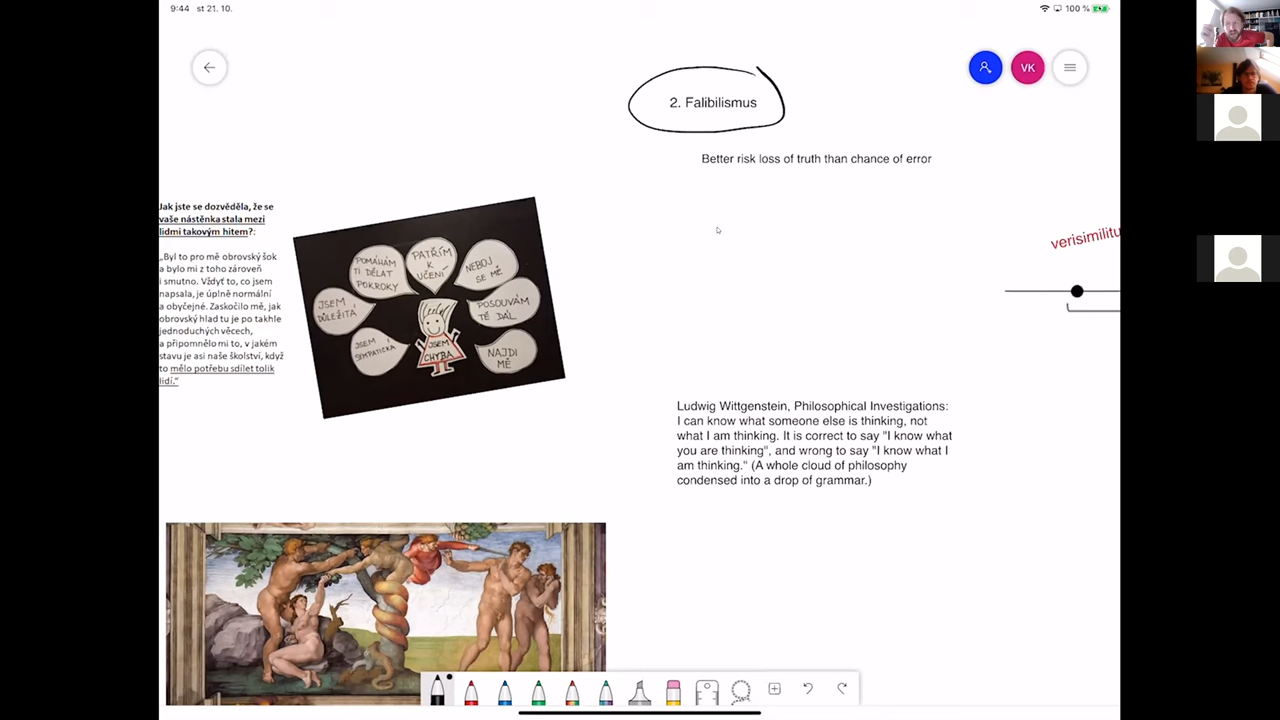 9:44 st 21. 10.
100 %
VK
2. Falibilismus
Better risk loss of truth than chance of error
Jak jste se dozvěděla, že se
vaše nástěnka stala mezi
lidmi takovým hitem?:
„Byl to pro mě obrovský šok
a bylo mi z toho zároveň
i smutno. Vždyť to, co jsem
napsala, je úplně normální
a obyčejné. Zaskočilo mě, jak
obrovský hlad tu je po takhle
jednoduchých věcech,
a připomnělo mi to, v jakém
stavu je asi naše školství, když
to mělo potřebu sdílet tolik
lidí.“
JSEM
SYMPATICKÁ
JSEM
DŮLEŽITÁ
POMÁHÁM
TI DĚLAT
POKROKY
PATŘÍM
K
UČENÍ
NEBOJ
SE MĚ
POSOUVÁM
TĚ DÁL
NAJDI
MĚ
JSEM
CHYBA
verisimilitu
Ludwig Wittgenstein, Philosophical Investigations:
I can know what someone else is thinking, not
what I am thinking. It is correct to say "I know what
you are thinking", and wrong to say "I know what I
am thinking." (A whole cloud of philosophy
condensed into a drop of grammar.)